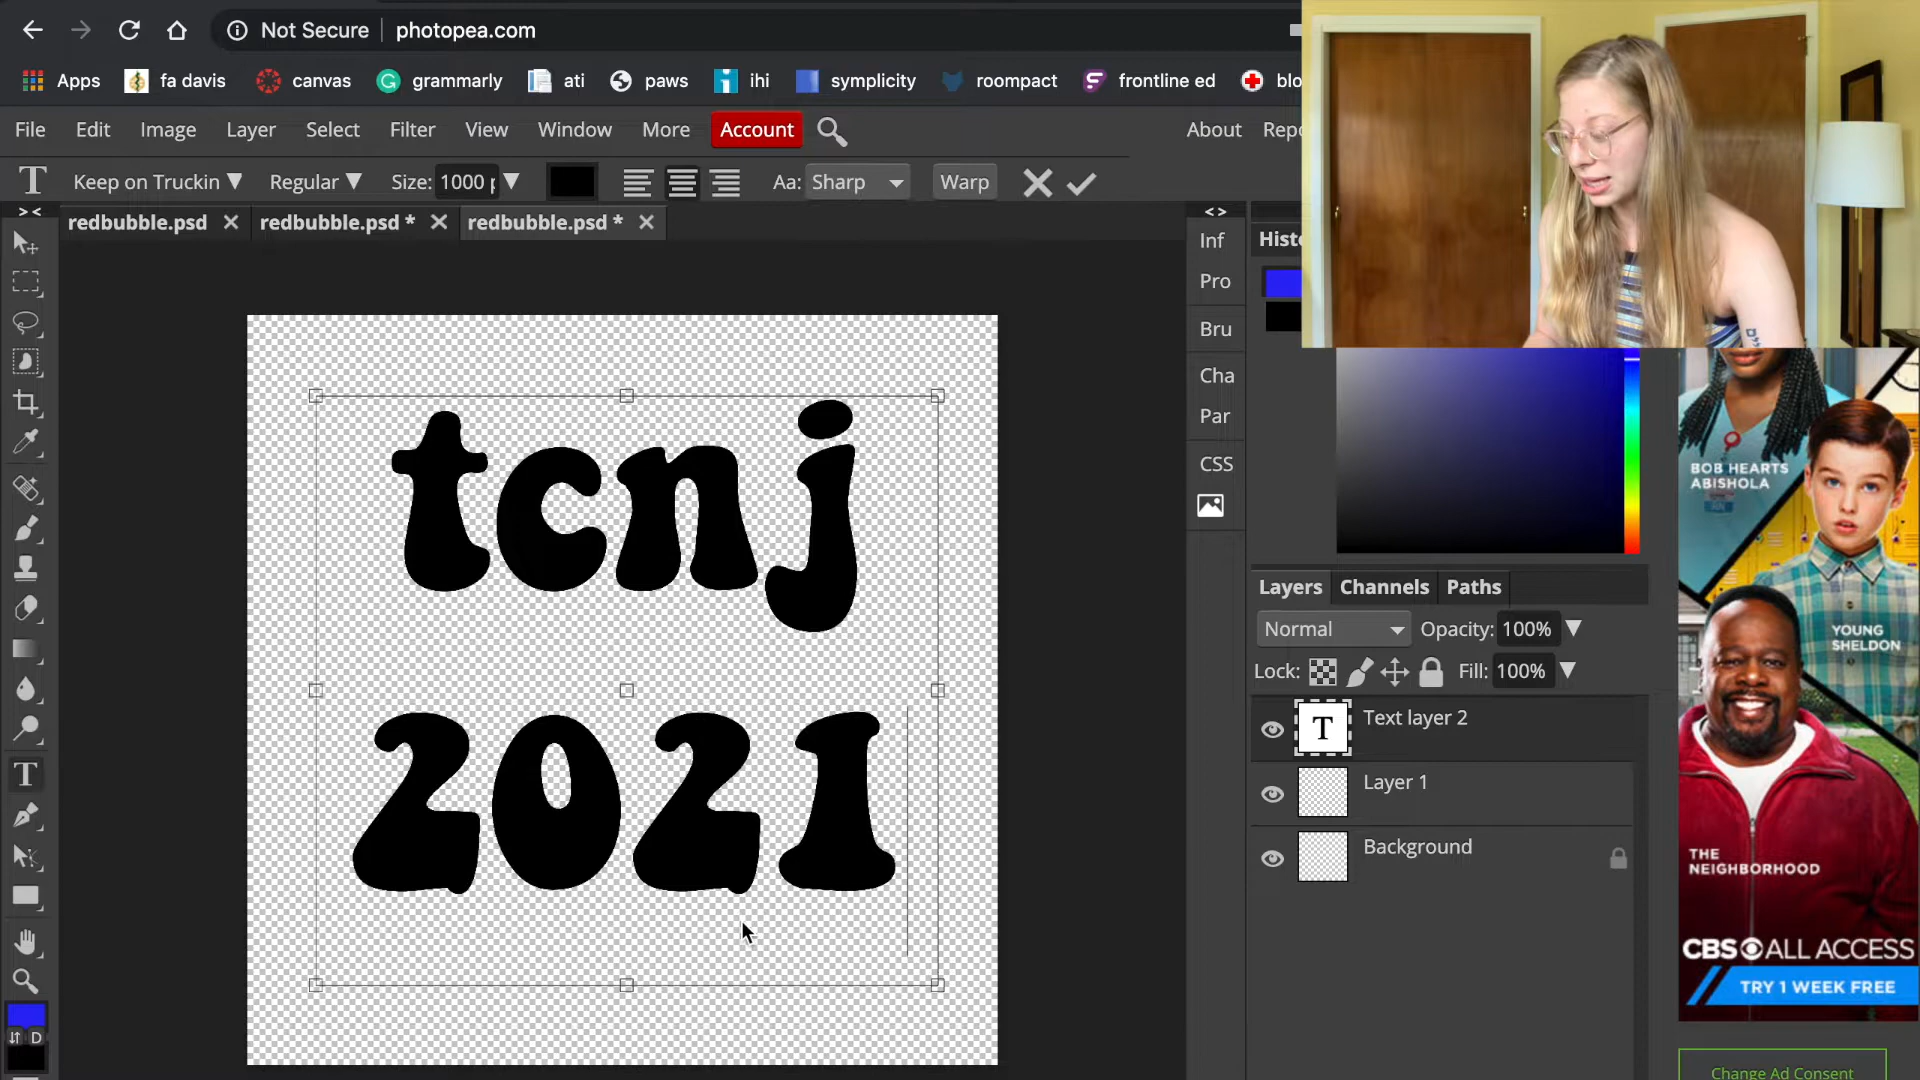 Not Secure photopea.com
Apps fa davis canvas grammarly ati paws ihi symplicity roompact frontline ed blo
File Edit Image Layer Select Filter View Window More Account About Repo
T Keep on Truckin Regular Size: 1000 p Aa: Sharp Warp
> < redbubble.psd redbubble.psd * redbubble.psd * < >
Inf Histo
Pro
Bru
Cha
Par
CSS
tcnj
2021
Layers Channels Paths
Normal Opacity: 100%
Lock: Fill: 100%
T Text layer 2
Layer 1
Background
T
D
BOB HEARTS
ABISHOLA
YOUNG
SHELDON
THE
NEIGHBORHOOD
CBS ALL ACCESS
TRY 1 WEEK FREE
Change Ad Consent